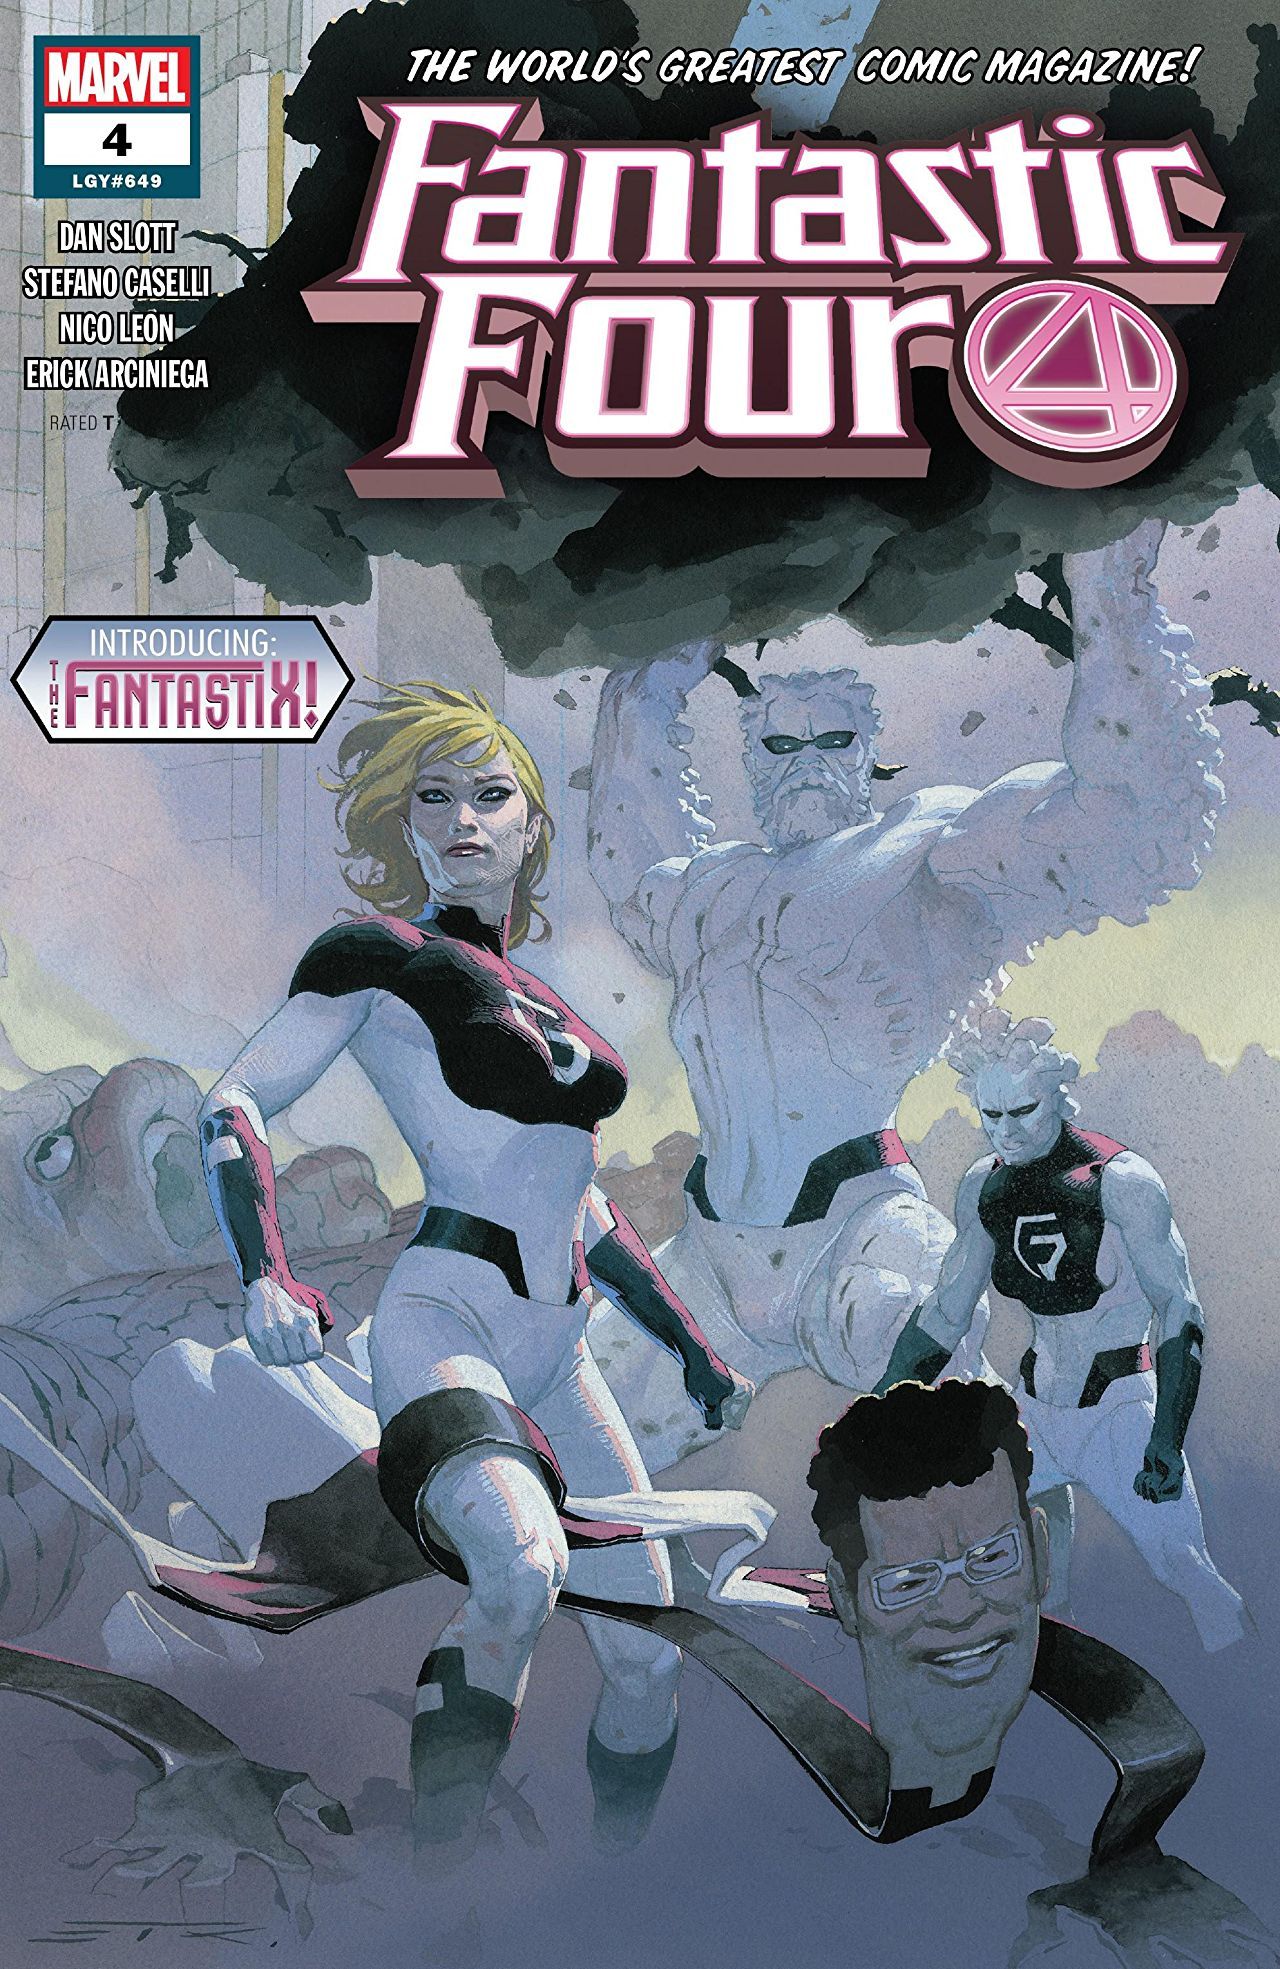 MARVEL
4
LGY#649
DAN SLOTT
STEFANO CASELLI
NICO LEON
ERICK ARCINIEGA
RATED T
THE WORLD'S GREATEST COMIC MAGAZINE!
FANTASTIC
FOUR 4
INTRODUCING:
THE FANTASTIX!